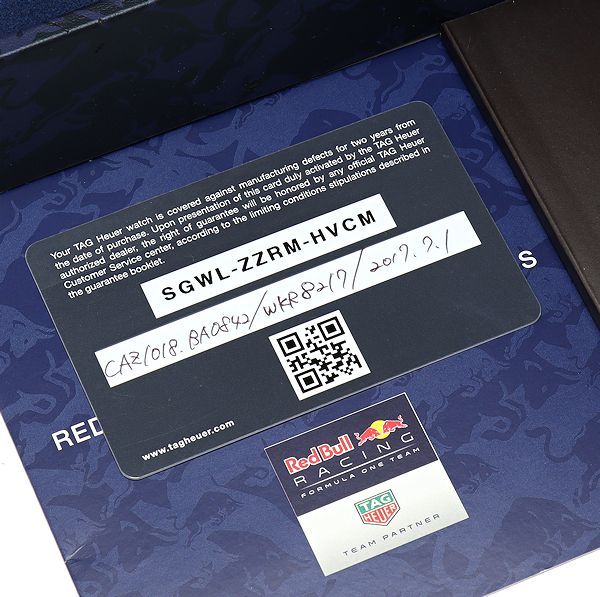 Your TAG Heuer watch is covered against manufacturing defects for two years from
the date of purchase. Upon presentation of this card duly activated by the TAG Heuer
authorized dealer, the right of guarantee will be honored by any official TAG Heuer
Customer Service center, according to the limiting conditions stipulations described in
the guarantee booklet.
SGWL-ZZRM-HVCM
CAZ1018.BA0842/WKR8217/2017.7.1
www.tagheuer.com
RED
S
Red Bull
RACING
FORMULA ONE TEAM
TAG
HEUER
TEAM PARTNER